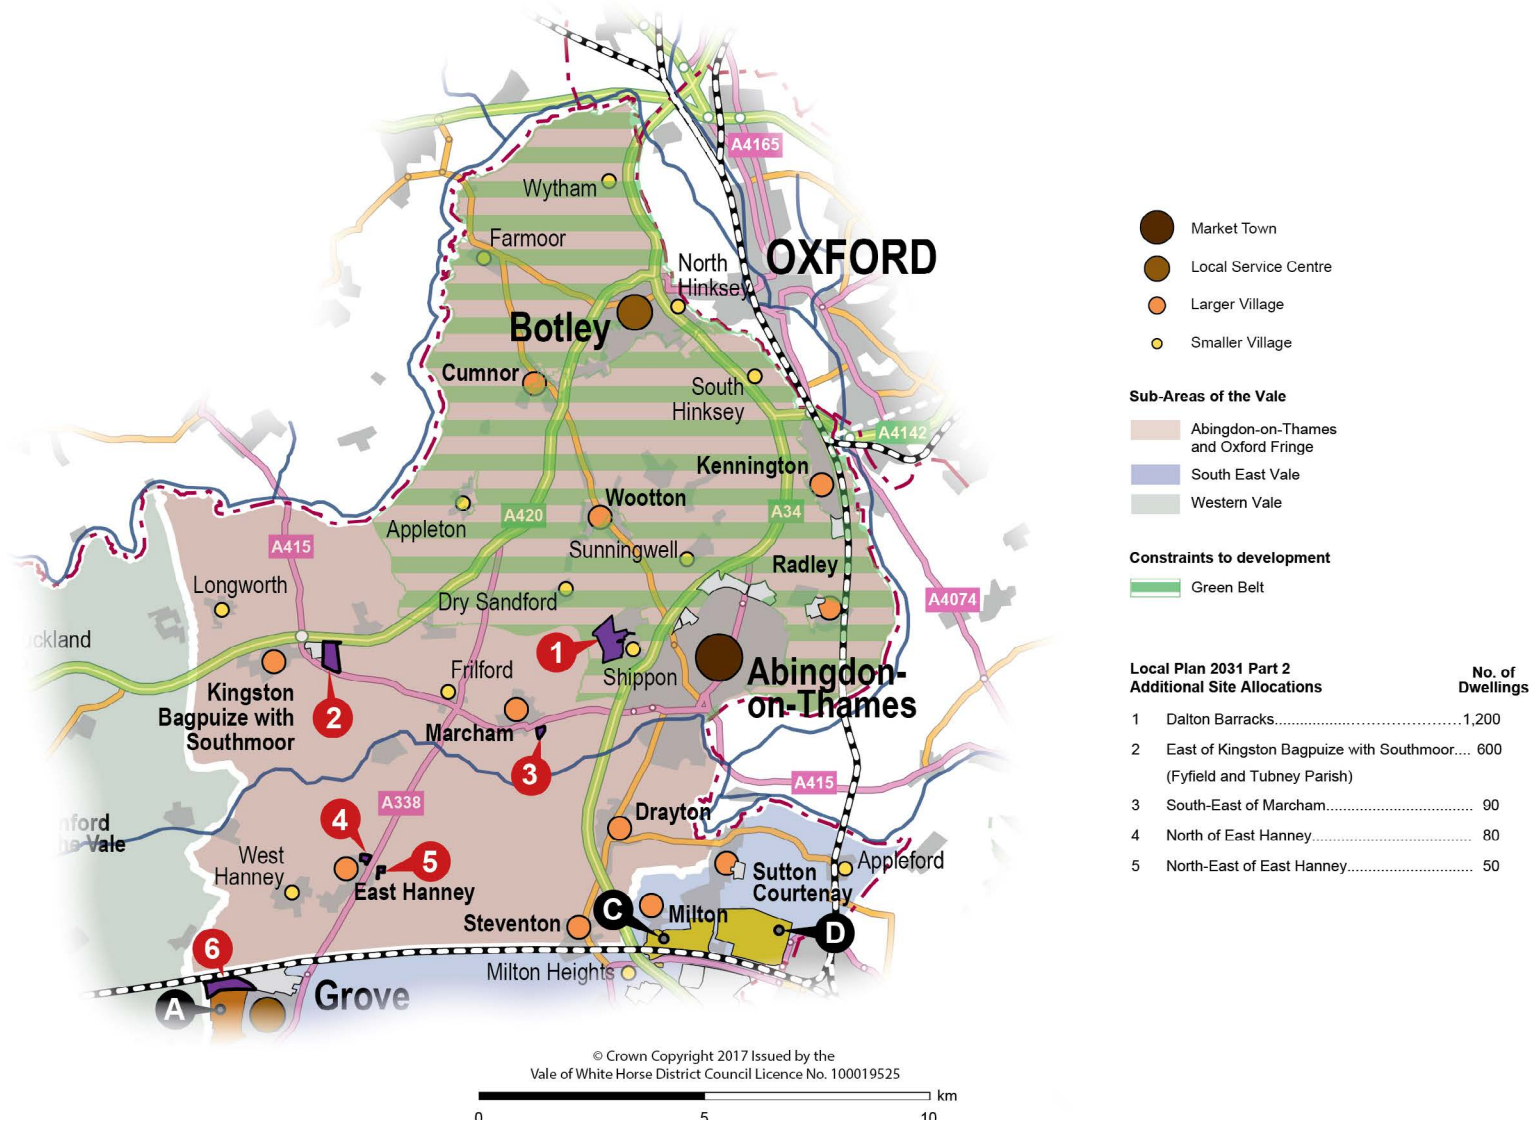 A4165
Wytham
Farmoor
OXFORD
North
Hinksey
Botley
Cumnor
South
Hinksey
A4142
Kennington
Wootton
Appleton
A420
A34
Sunningwell
A415
Radley
Longworth
Dry Sandford
A4074
ckland
1
Frilford
Shippon
Abingdon-
on-Thames
Kingston
Bagpuize with
Southmoor
2
Marcham
3
A415
A338
Drayton
4
nford
he Vale
West
Hanney
5
East Hanney
Appleford
Sutton
Courtenay
Steventon
C
Milton
D
6
Milton Heights
A
Grove
Market Town
Local Service Centre
Larger Village
Smaller Village
Sub-Areas of the Vale
Abingdon-on-Thames
and Oxford Fringe
South East Vale
Western Vale
Constraints to development
Green Belt
Local Plan 2031 Part 2 No. of
Additional Site Allocations Dwellings
1 Dalton Barracks.......................................1,200
2 East of Kingston Bagpuize with Southmoor.... 600
(Fyfield and Tubney Parish)
3 South-East of Marcham................................. 90
4 North of East Hanney.................................... 80
5 North-East of East Hanney............................ 50
© Crown Copyright 2017 Issued by the
Vale of White Horse District Council Licence No. 100019525
km
0 5 10